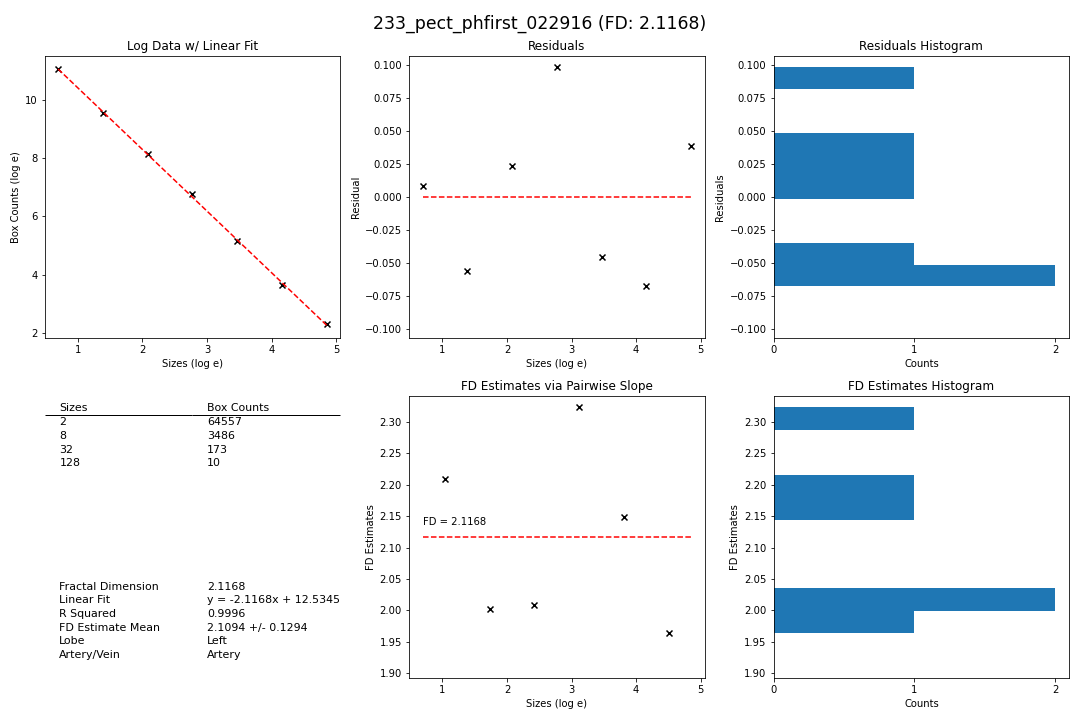 233_pect_phfirst_022916 (FD: 2.1168)
Log Data w/ Linear Fit
Box Counts (log e)
10
8
6
4
2
1 2 3 4 5
Sizes (log e)
Residuals
Residual
0.100
0.075
0.050
0.025
0.000
−0.025
−0.050
−0.075
−0.100
1 2 3 4 5
Sizes (log e)
Residuals Histogram
Residuals
0.100
0.075
0.050
0.025
0.000
−0.025
−0.050
−0.075
−0.100
0 1 2
Counts
Sizes Box Counts
2 64557
8 3486
32 173
128 10
Fractal Dimension 2.1168
Linear Fit y = -2.1168x + 12.5345
R Squared 0.9996
FD Estimate Mean 2.1094 +/- 0.1294
Lobe Left
Artery/Vein Artery
FD Estimates via Pairwise Slope
FD Estimates
2.30
2.25
2.20
2.15
2.10
2.05
2.00
1.95
1.90
FD = 2.1168
1 2 3 4 5
Sizes (log e)
FD Estimates Histogram
FD Estimates
2.30
2.25
2.20
2.15
2.10
2.05
2.00
1.95
1.90
0 1 2
Counts